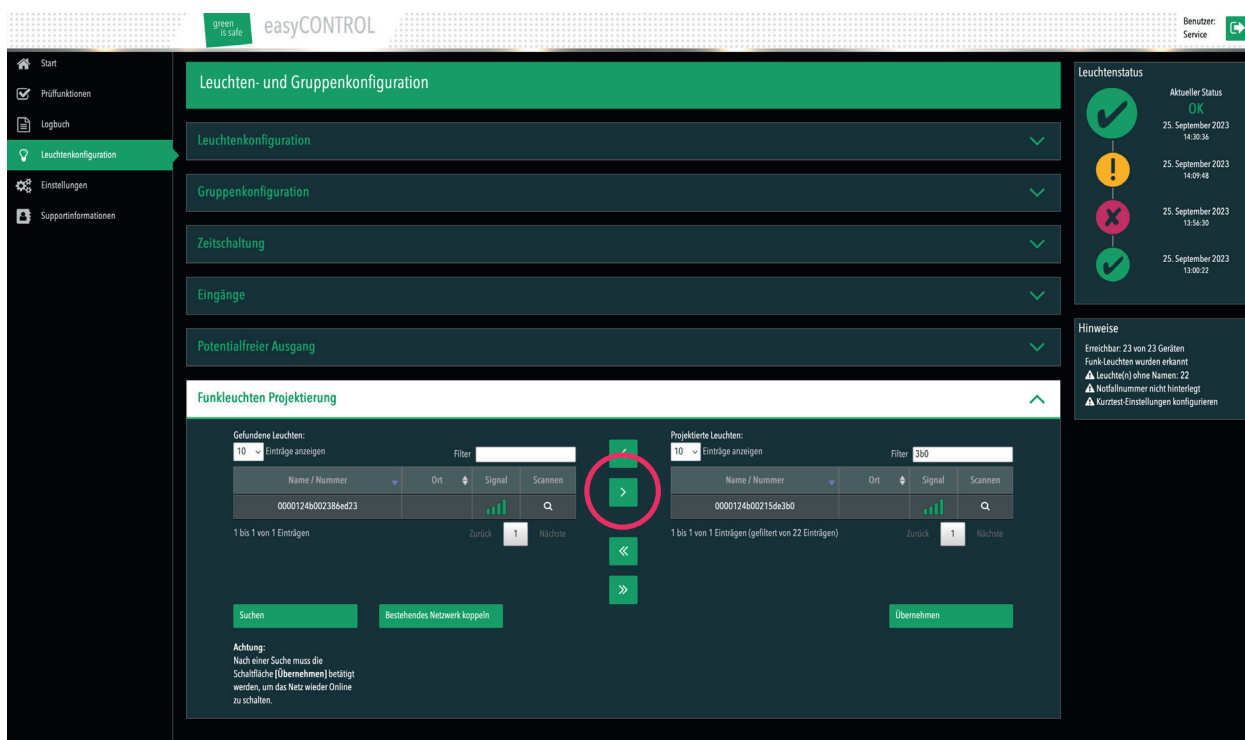 green
is safe
easyCONTROL
Benutzer:
Service
Start
Prüffunktionen
Logbuch
Leuchtenkonfiguration
Einstellungen
Supportinformationen
Leuchten- und Gruppenkonfiguration
Leuchtenkonfiguration
Gruppenkonfiguration
Zeitschaltung
Eingänge
Potentialfreier Ausgang
Funkleuchten Projektierung
Gefundene Leuchten:
10 Einträge anzeigen Filter
Name / Nummer Ort Signal Scannen
0000124b002386ed23
1 bis 1 von 1 Einträgen Zurück 1 Nächste
Projektierte Leuchten:
10 Einträge anzeigen Filter 3b0
Name / Nummer Ort Signal Scannen
0000124b00215de3b0
1 bis 1 von 1 Einträgen (gefiltert von 22 Einträgen) Zurück 1 Nächste
Suchen
Bestehendes Netzwerk koppeln
Übernehmen
Achtung:
Nach einer Suche muss die
Schaltfläche [Übernehmen] betätigt
werden, um das Netz wieder Online
zu schalten.
Leuchtenstatus
Aktueller Status
OK
25. September 2023
14:30:36
25. September 2023
14:09:48
25. September 2023
13:56:30
25. September 2023
13:00:22
Hinweise
Erreichbar: 23 von 23 Geräten
Funk-Leuchten wurden erkannt
Leuchte(n) ohne Namen: 22
Notfallnummer nicht hinterlegt
Kurztest-Einstellungen konfigurieren